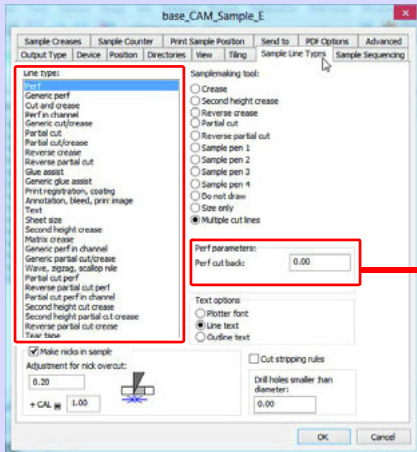 base_CAM_Sample_E
Sample Creases Sample Counter Print Sample Position Send to PDF Options Advanced
Output Type Device Position Directories View Tiling Sample Line Types Sample Sequencing
Line type:
Perf
Generic perf
Cut and crease
Perf in channel
Generic cut/crease
Partial cut
Partial cut/crease
Reverse crease
Reverse partial cut
Glue assist
Generic glue assist
Print registration, coating
Annotation, bleed, print image
Text
Sheet size
Second height crease
Matrix crease
Generic perf in channel
Generic partial cut/crease
Wave, zigzag, scallop rule
Partial cut perf
Reverse partial cut perf
Partial cut perf in channel
Second height cut crease
Second height partial cut crease
Reverse partial cut crease
Tear tape
Samplemaking tool:
Crease
Second height crease
Reverse crease
Partial cut
Reverse partial cut
Sample pen 1
Sample pen 2
Sample pen 3
Sample pen 4
Do not draw
Size only
Multiple cut lines
Perf parameters:
Perf cut back: 0.00
Text options
Plotter font
Line text
Outline text
Make nicks in sample
Adjustment for nick overcut:
0.20
+ CAL * 1.00
Cut stripping rules
Drill holes smaller than
diameter:
0.00
OK Cancel